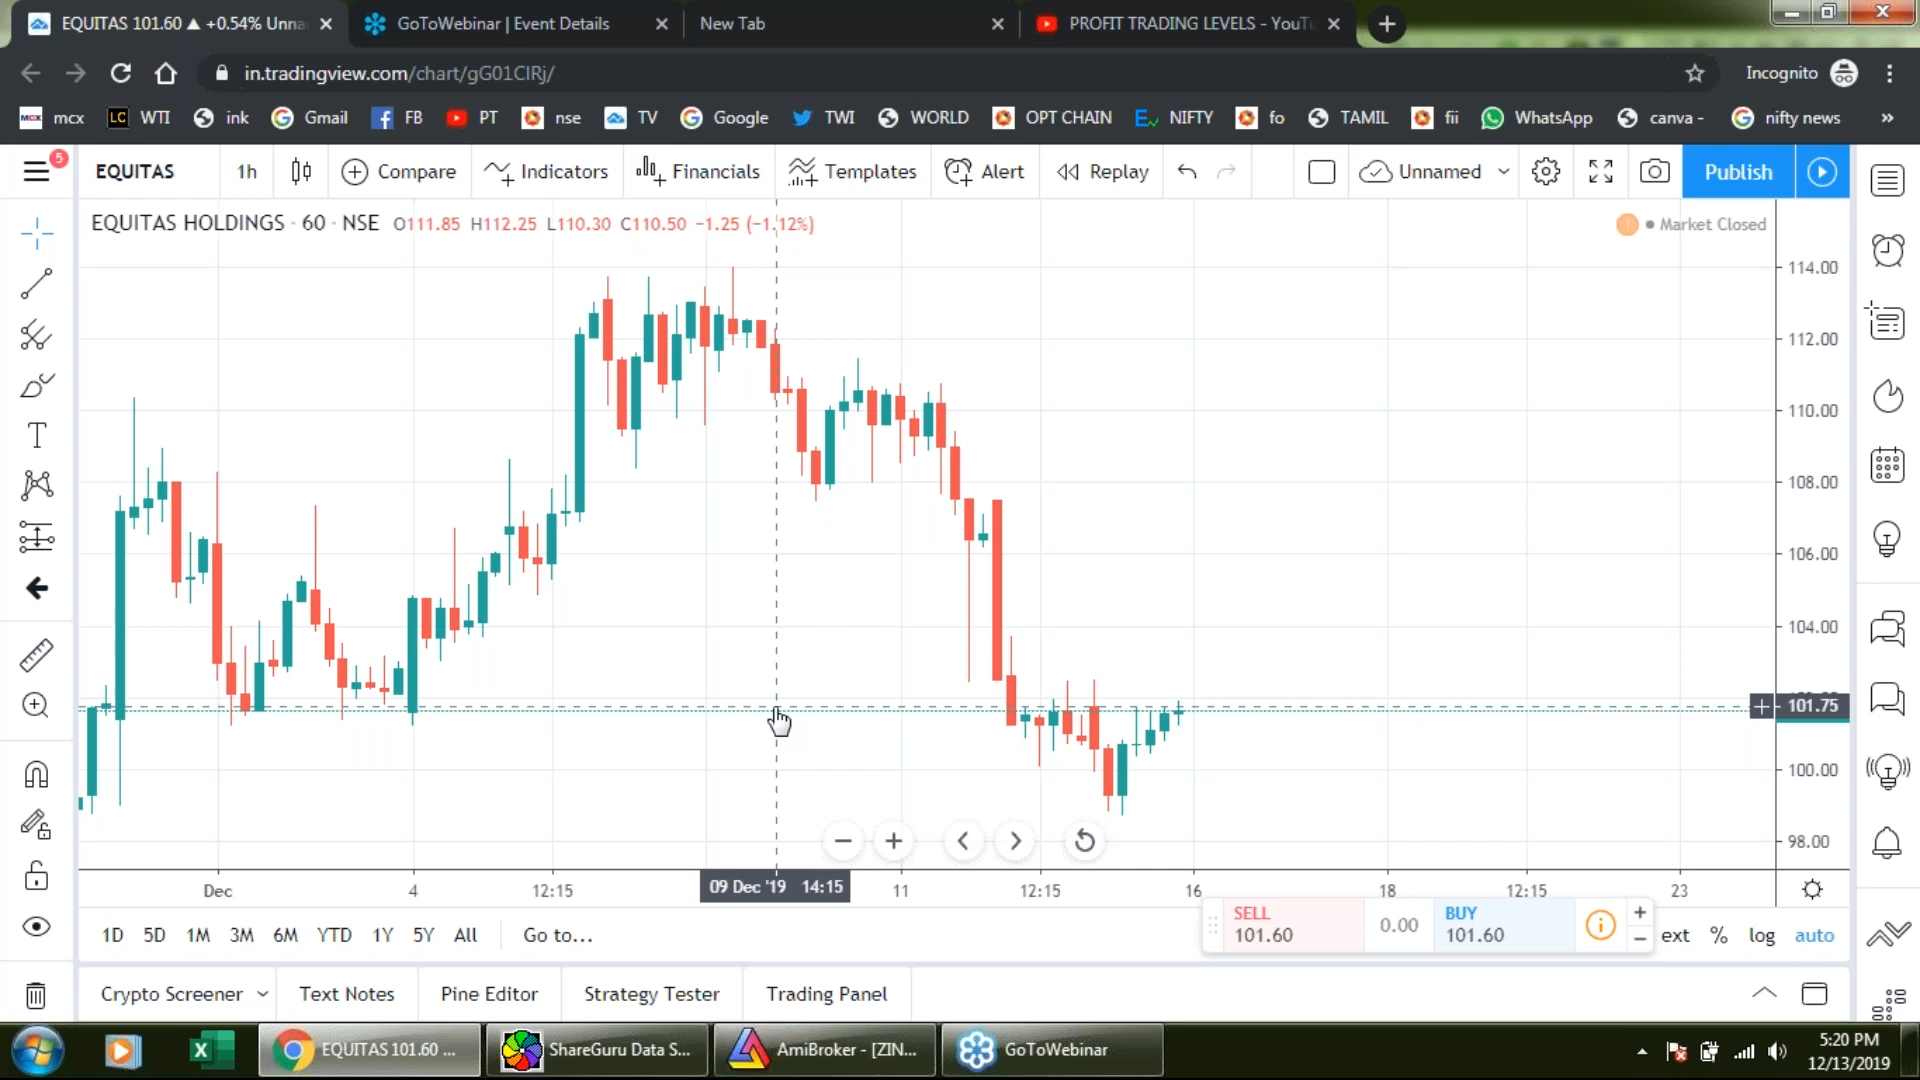 EQUITAS 101.60 ▲ +0.54% Unna
GoToWebinar | Event Details
New Tab
PROFIT TRADING LEVELS - YouTu
in.tradingview.com/chart/gG01ClRj/
Incognito
mcx
LC WTI
ink
Gmail
FB
PT
nse
TV
Google
TWI
WORLD
OPT CHAIN
NIFTY
fo
TAMIL
fii
WhatsApp
canva -
nifty news
»
5
EQUITAS
1h
Compare
Indicators
Financials
Templates
Alert
Replay
Unnamed
Publish
EQUITAS HOLDINGS · 60 · NSE O111.85 H112.25 L110.30 C110.50 −1.25 (−1.12%)
Market Closed
114.00
112.00
110.00
108.00
106.00
104.00
101.75
100.00
98.00
Dec
4
12:15
09 Dec '19 14:15
11
12:15
16
18
12:15
23
SELL
101.60
0.00
BUY
101.60
1D 5D 1M 3M 6M YTD 1Y 5Y All Go to...
ext % log auto
Crypto Screener
Text Notes
Pine Editor
Strategy Tester
Trading Panel
EQUITAS 101.60 ...
ShareGuru Data S...
AmiBroker - [ZIN...
GoToWebinar
5:20 PM
12/13/2019